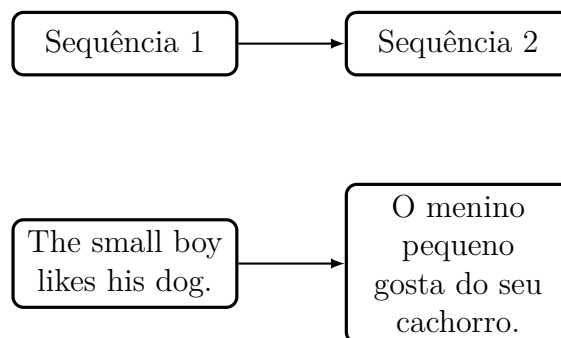 Sequência 1
Sequência 2
The small boy
likes his dog.
O menino
pequeno
gosta do seu
cachorro.